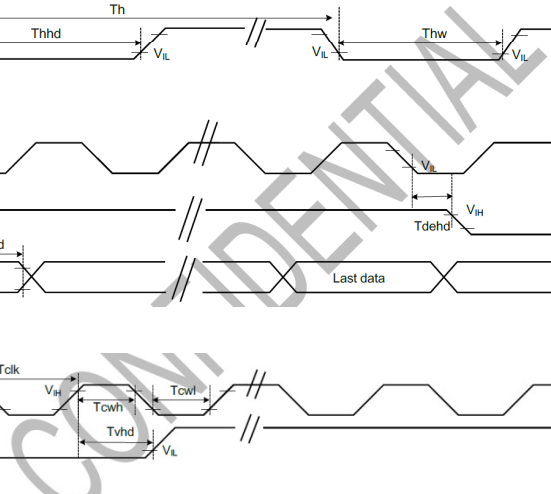 Th
Thhd
Thw
VIL
VIL
VIL
VIL
VIH
Tdehd
d
Last data
Tclk
VIH
Tcwh
Tcwl
Tvhd
VIL
CONFIDENTIAL